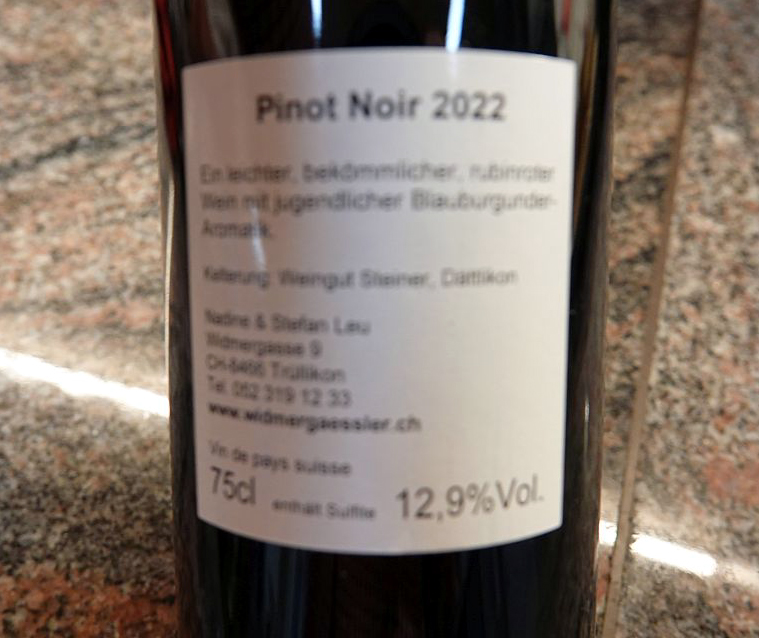 Pinot Noir 2022
Ein leichter, bekömmlicher, rubinroter
Wein mit jugendlicher Blauburgunder-
Aromatik.
Kelterung: Weingut Steiner, Dättlikon
Nadine & Stefan Leu
Widmergasse 9
CH-8466 Trüllikon
Tel. 052 319 12 33
www.widmergaessler.ch
Vin de pays suisse
75cl enthält Sulfite 12,9%Vol.